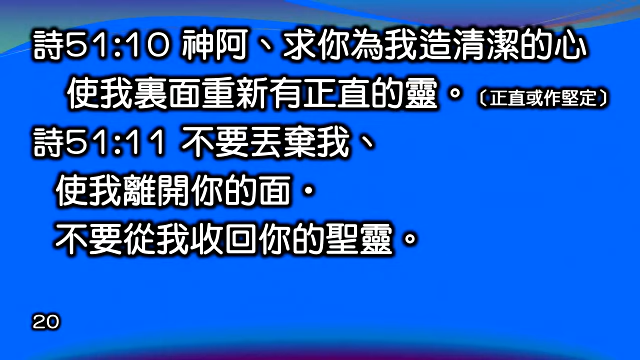 詩51:10 神阿、求你為我造清潔的心
使我裏面重新有正直的靈。〔正直或作堅定〕
詩51:11 不要丟棄我、
使我離開你的面・
不要從我收回你的聖靈。
20